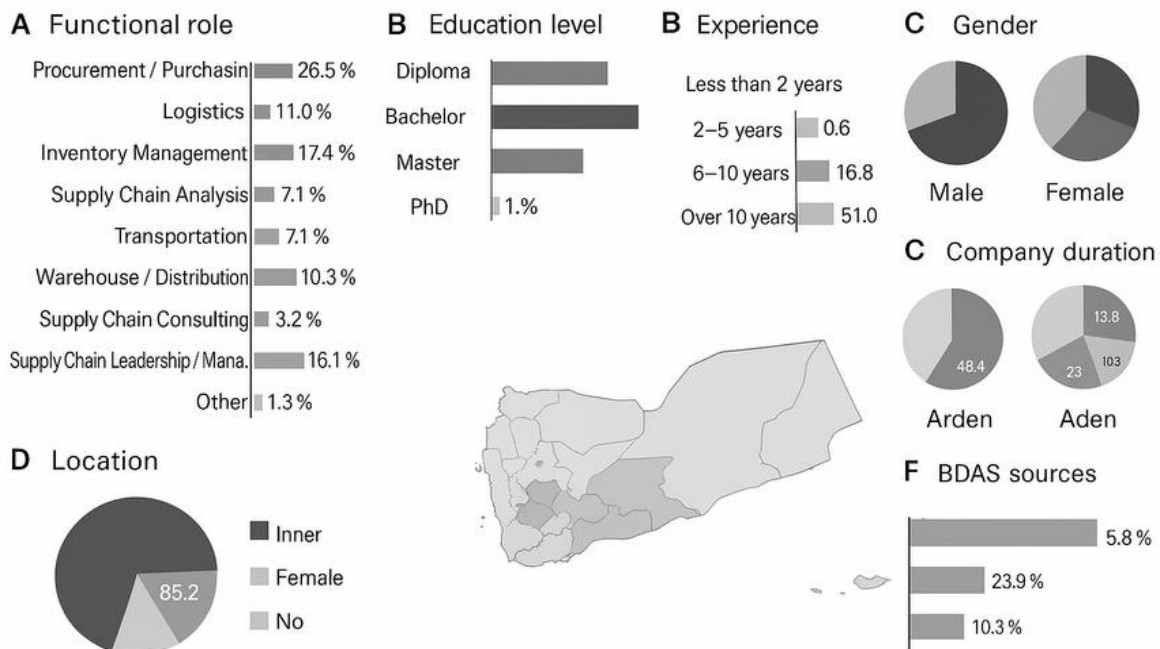 A Functional role
Procurement / Purchasin 26.5 %
Logistics 11.0 %
Inventory Management 17.4 %
Supply Chain Analysis 7.1 %
Transportation 7.1 %
Warehouse / Distribution 10.3 %
Supply Chain Consulting 3.2 %
Supply Chain Leadership / Mana. 16.1 %
Other 1.3 %
B Education level
Diploma
Bachelor
Master
PhD 1.%
B Experience
Less than 2 years
2–5 years 0.6
6–10 years 16.8
Over 10 years 51.0
C Gender
Male Female
C Company duration
48.4
13.8
103
23
Arden Aden
D Location
85.2
Inner
Female
No
F BDAS sources
5.8 %
23.9 %
10.3 %